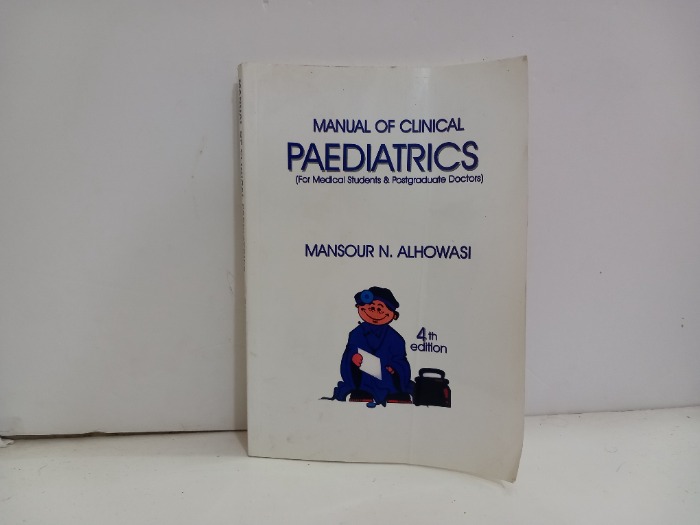 MANUAL OF CLINICAL
PAEDIATRICS
(For Medical Students & Postgraduate Doctors)
MANSOUR N. ALHOWASI
4th
edition